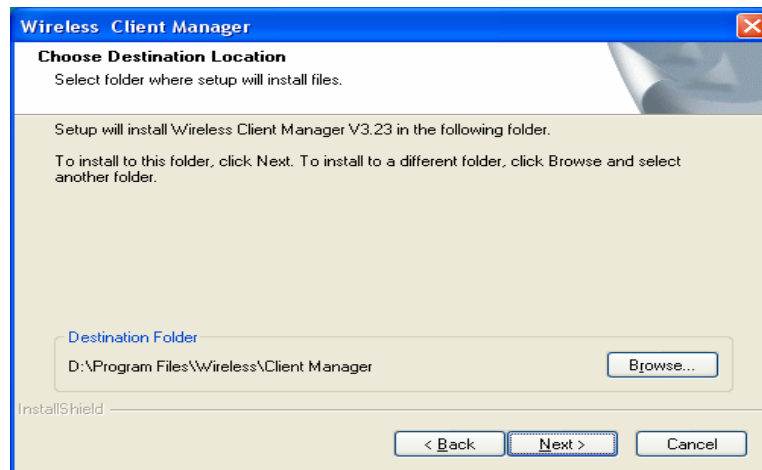 Wireless Client Manager
Choose Destination Location
Select folder where setup will install files.
Setup will install Wireless Client Manager V3.23 in the following folder.
To install to this folder, click Next. To install to a different folder, click Browse and select
another folder.
Destination Folder
D:\Program Files\Wireless\Client Manager
Browse...
InstallShield
< Back
Next >
Cancel